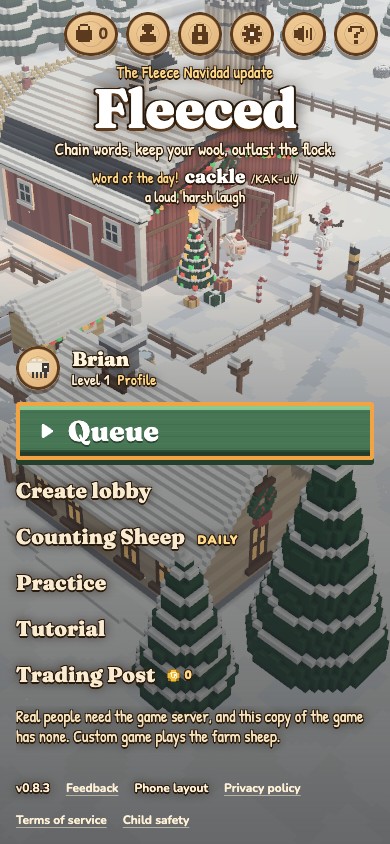 0
The Fleece Navidad update
Fleeced
Chain words, keep your wool, outlast the flock.
Word of the day! cackle /KAK-ul/
a loud, harsh laugh
Brian
Level 1 Profile
Queue
Create lobby
Counting Sheep DAILY
Practice
Tutorial
Trading Post 0
Real people need the game server, and this copy of the game
has none. Custom game plays the farm sheep.
v0.8.3 Feedback Phone layout Privacy policy
Terms of service Child safety